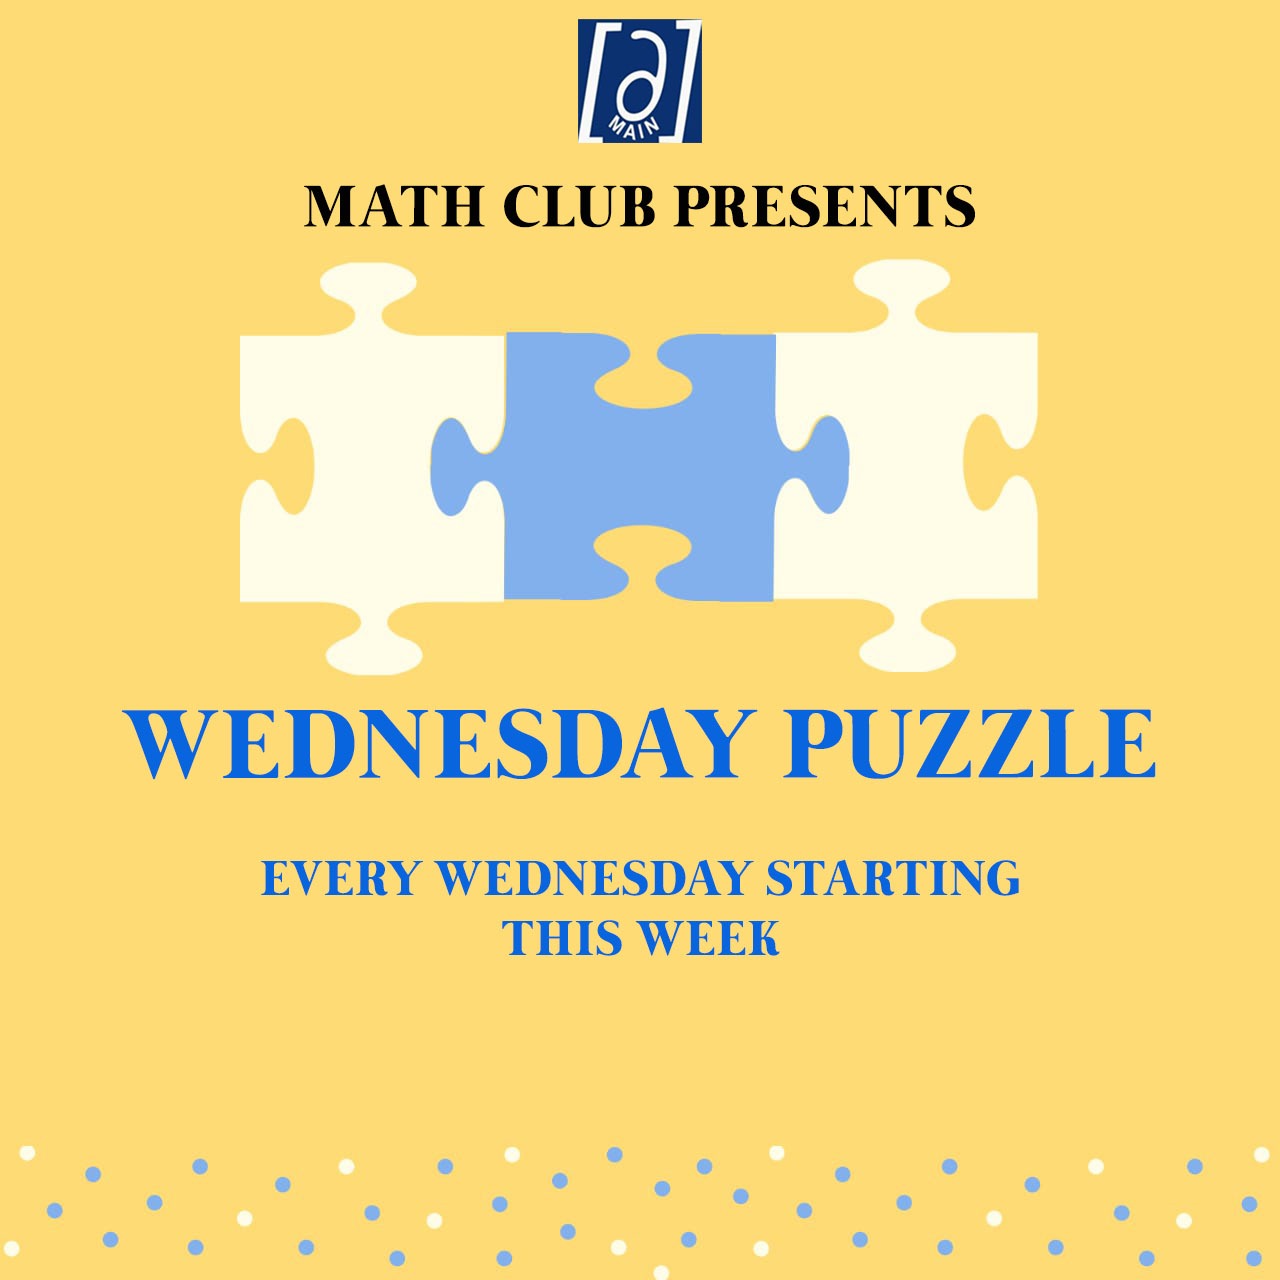 [∂]
MAIN
MATH CLUB PRESENTS
WEDNESDAY PUZZLE
EVERY WEDNESDAY STARTING
THIS WEEK